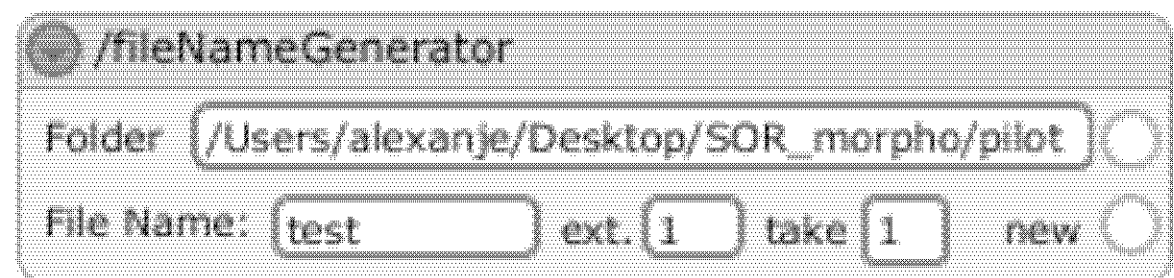 /fileNameGenerator
Folder /Users/alexanje/Desktop/SOR_morpho/pilot
File Name: test ext. 1 take 1 new